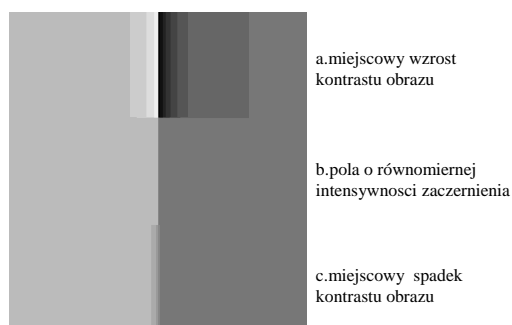 a.miejscowy wzrost
kontrastu obrazu
b.pola o równomiernej
intensywnosci zaczernienia
c.miejscowy spadek
kontrastu obrazu